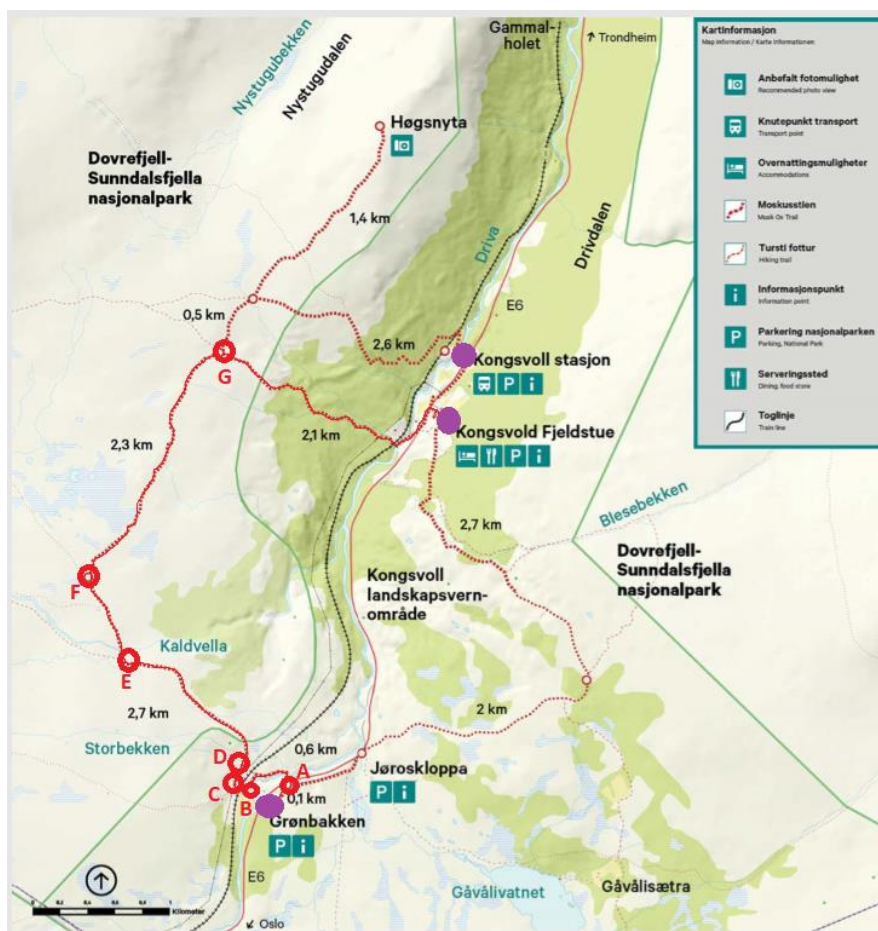 Gammal-
holet
Trondheim
Nystugubekken
Nystugudalen
Høgsnyta
Dovrefjell-
Sunndalsfjella
nasjonalpark
1,4 km
Driva
Drivdalen
E6
0,5 km
2,6 km
Kongsvoll stasjon
P i
G
2,1 km
Kongsvold Fjeldstue
P i
2,3 km
2,7 km
Blesebekken
Dovrefjell-
Sunndalsfjella
nasjonalpark
Kongsvoll
landskapsvern-
område
F
Kaldvella
E
2,7 km
2 km
Storbekken
D
0,6 km
A
C
B
0,1 km
Jøroskloppa
P i
Grønbakken
P i
E6
Gåvålivatnet
Gåvålisætra
Oslo
Kilometer
Kartinformasjon
Map information / Karte Informationen
Anbefalt fotomulighet
Recommended photo view
Knutepunkt transport
Transport point
Overnattingsmuligheter
Accommodations
Moskusstien
Musk Ox Trail
Tursti fottur
Hiking trail
i
Informasjonspunkt
Information point
P
Parkering nasjonalparken
Parking, National Park
Serveringssted
Dining, food store
Toglinje
Train line